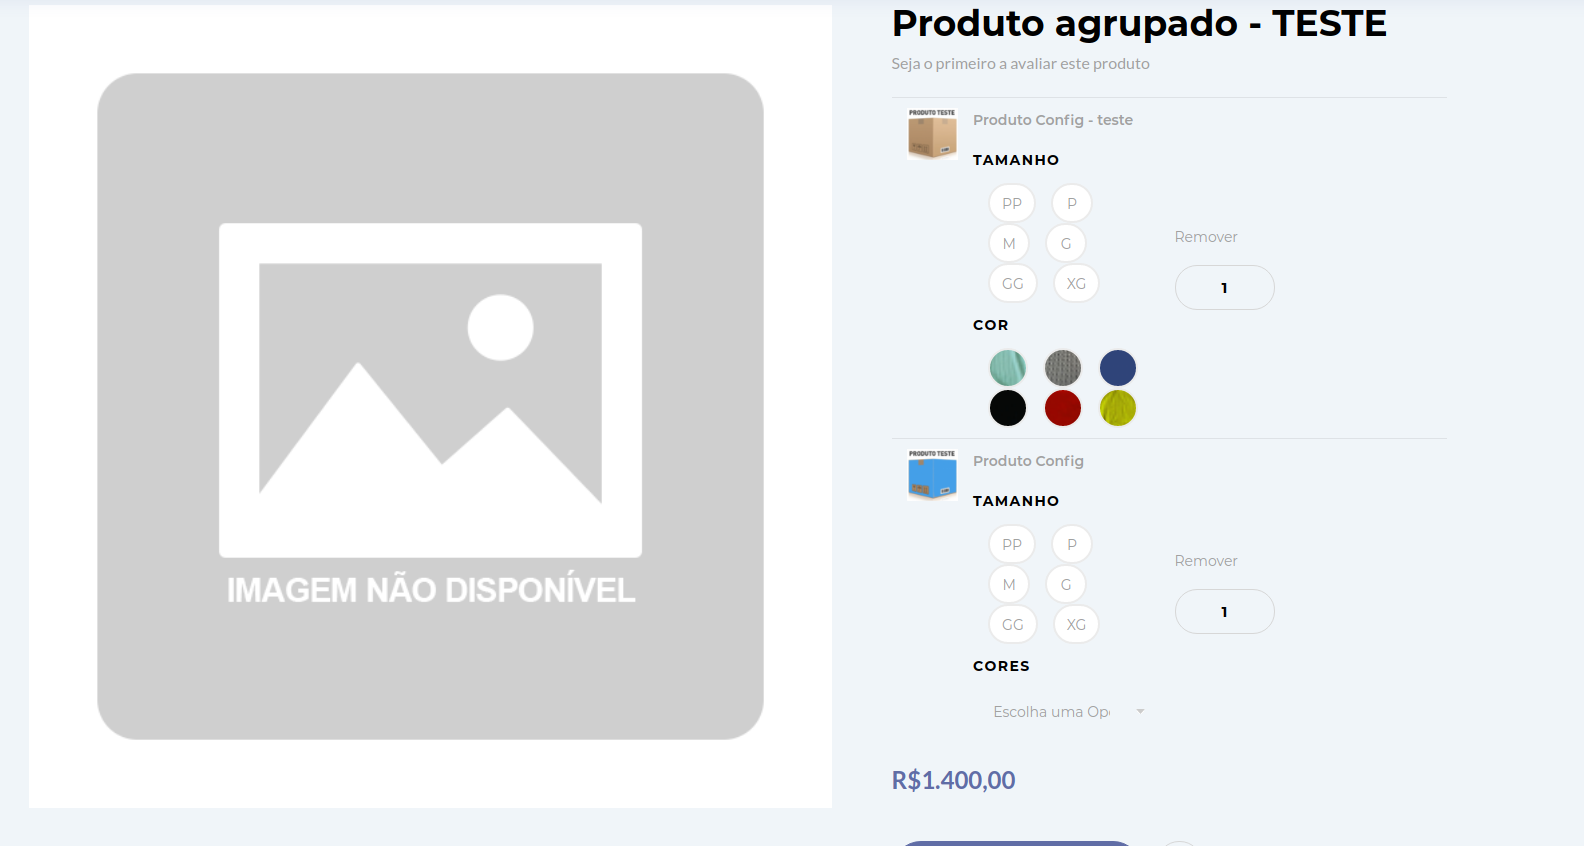 Produto agrupado - TESTE
Seja o primeiro a avaliar este produto
IMAGEM NÃO DISPONÍVEL
PRODUTO TESTE
Produto Config - teste
TAMANHO
PP P
M G
GG XG
Remover
1
COR
PRODUTO TESTE
Produto Config
TAMANHO
PP P
M G
GG XG
Remover
1
CORES
Escolha uma Op
R$1.400,00